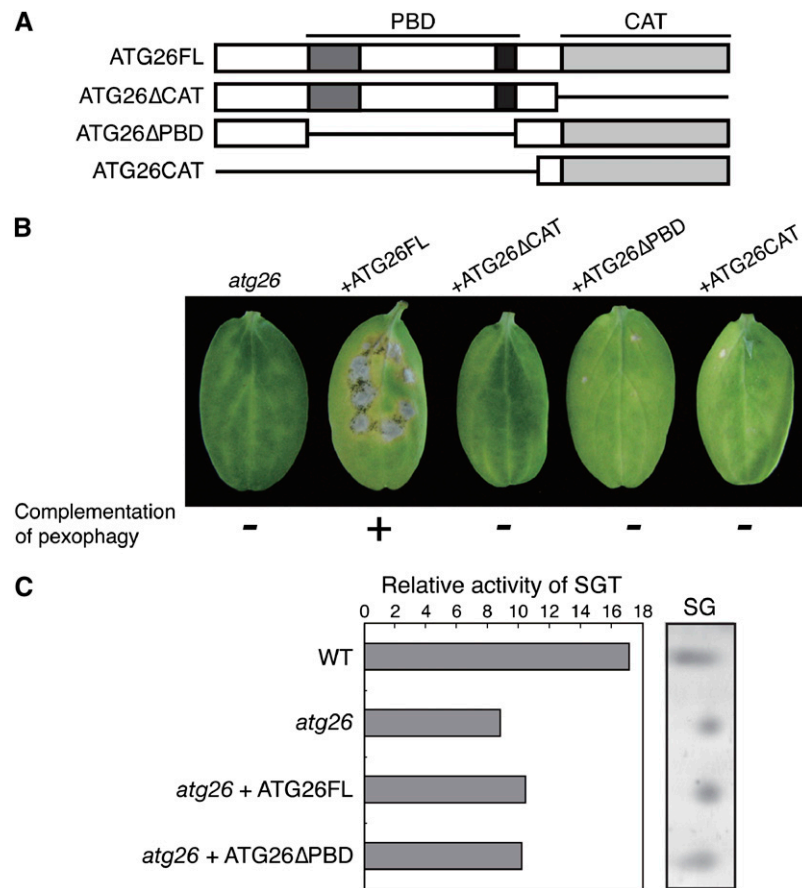 A
PBD CAT
ATG26FL
ATG26ΔCAT
ATG26ΔPBD
ATG26CAT
B
atg26 +ATG26FL +ATG26ΔCAT +ATG26ΔPBD +ATG26CAT
Complementation
of pexophagy
- + - - -
C
Relative activity of SGT
0 2 4 6 8 10 12 14 16 18 SG
WT
atg26
atg26 + ATG26FL
atg26 + ATG26ΔPBD